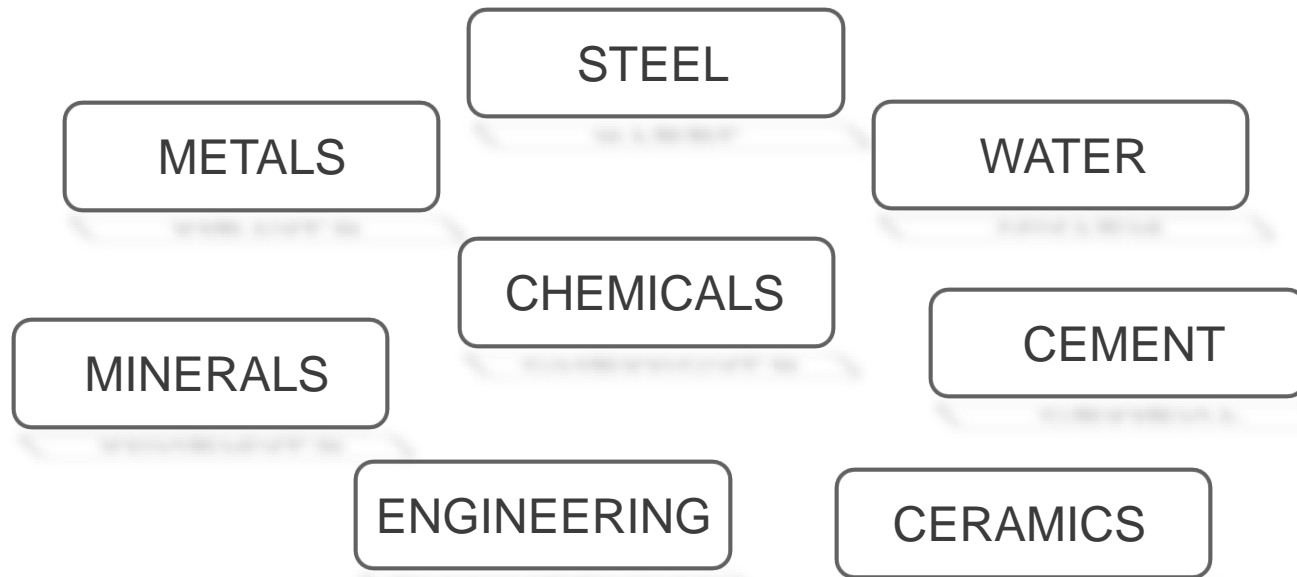 STEEL
METALS
WATER
CHEMICALS
CEMENT
MINERALS
ENGINEERING
CERAMICS